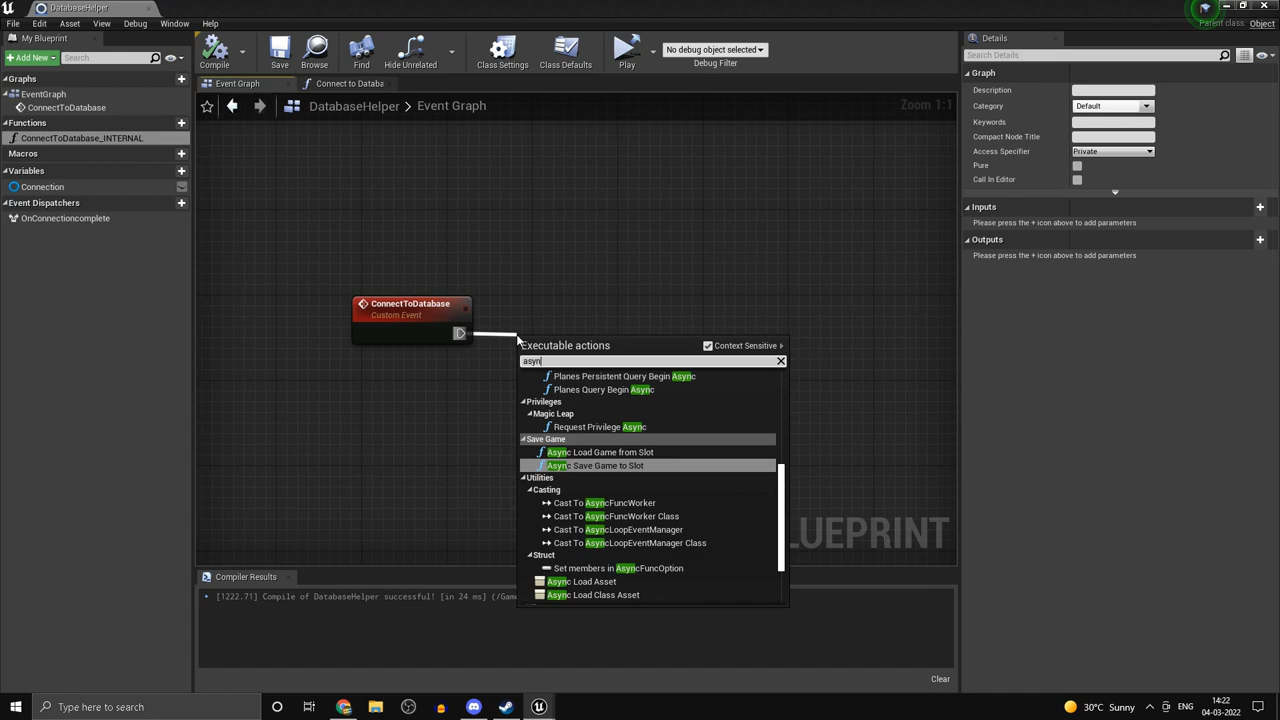 DatabaseHelper
File Edit Asset View Debug Window Help
Parent class: Object
My Blueprint
Add New
Search
Graphs
EventGraph
ConnectToDatabase
Functions
ConnectToDatabase_INTERNAL
Macros
Variables
Connection
Event Dispatchers
OnConnectioncomplete
Compile
Save
Browse
Find
Hide Unrelated
Class Settings
Class Defaults
Play
No debug object selected
Debug Filter
Event Graph
Connect to Databa
DatabaseHelper > Event Graph
Zoom 1:1
ConnectToDatabase
Custom Event
Executable actions
Context Sensitive
asyn
Planes Persistent Query Begin Async
Planes Query Begin Async
Privileges
Magic Leap
Request Privilege Async
Save Game
Async Load Game from Slot
Async Save Game to Slot
Utilities
Casting
Cast To AsyncFuncWorker
Cast To AsyncFuncWorker Class
Cast To AsyncLoopEventManager
Cast To AsyncLoopEventManager Class
Struct
Set members in AsyncFuncOption
Async Load Asset
Async Load Class Asset
LUEPRINT
Compiler Results
[1222.71] Compile of DatabaseHelper successful! [in 24 ms] (/Game
Clear
Details
Search Details
Graph
Description
Category
Default
Keywords
Compact Node Title
Access Specifier
Private
Pure
Call In Editor
Inputs
Please press the + icon above to add parameters
Outputs
Please press the + icon above to add parameters
Type here to search
30°C Sunny
ENG
14:22
04-03-2022